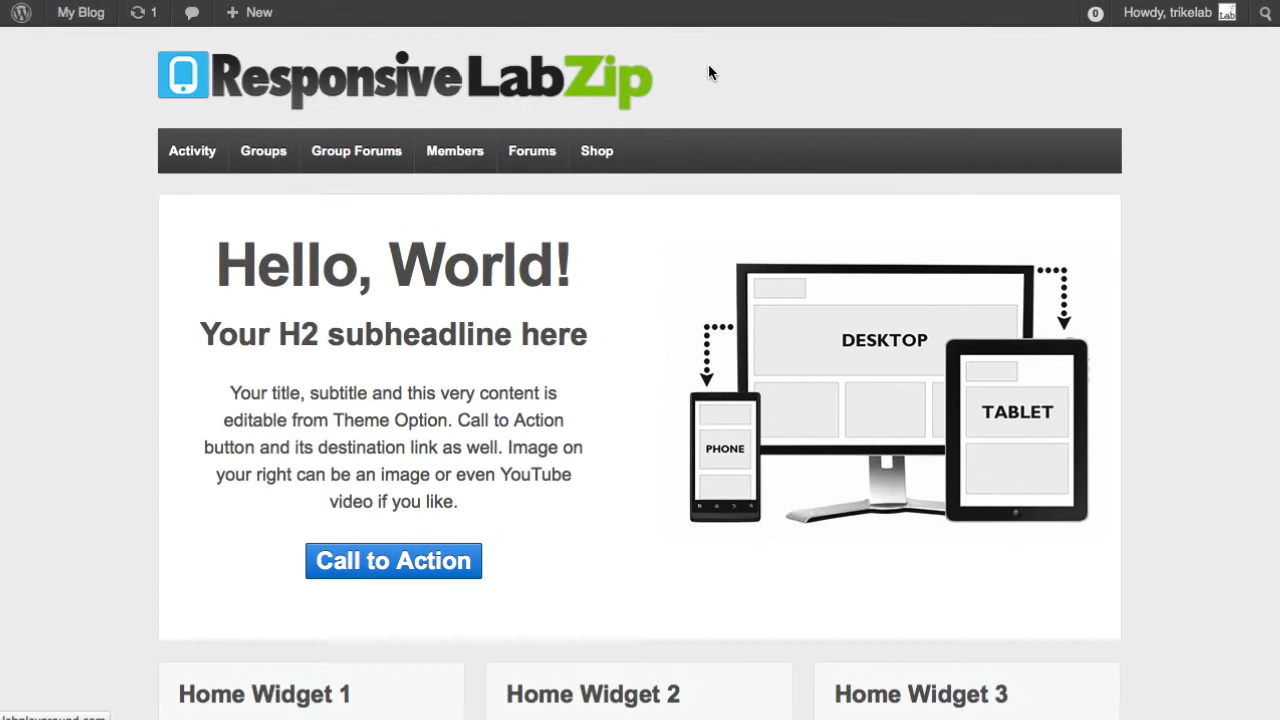 My Blog 1 New 0 Howdy, trikelab
Responsive LabZip
Activity Groups Group Forums Members Forums Shop
Hello, World!
Your H2 subheadline here
Your title, subtitle and this very content is
editable from Theme Option. Call to Action
button and its destination link as well. Image on
your right can be an image or even YouTube
video if you like.
Call to Action
DESKTOP
TABLET
PHONE
Home Widget 1 Home Widget 2 Home Widget 3